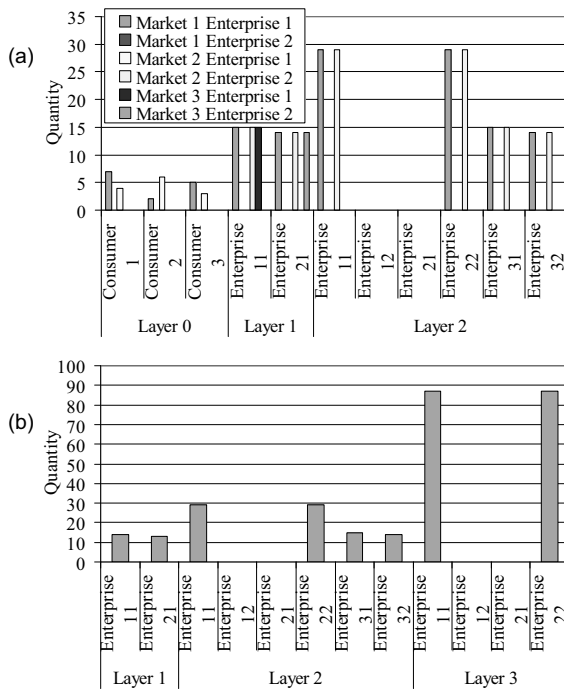 (a)
Quantity
35
30
25
20
15
10
5
0
Market 1 Enterprise 1
Market 1 Enterprise 2
Market 2 Enterprise 1
Market 2 Enterprise 2
Market 3 Enterprise 1
Market 3 Enterprise 2
Consumer 1
Consumer 2
Consumer 3
Enterprise 11
Enterprise 21
Enterprise 11
Enterprise 12
Enterprise 21
Enterprise 22
Enterprise 31
Enterprise 32
Layer 0
Layer 1
Layer 2
(b)
Quantity
100
90
80
70
60
50
40
30
20
10
0
Enterprise 11
Enterprise 21
Enterprise 11
Enterprise 12
Enterprise 21
Enterprise 22
Enterprise 31
Enterprise 32
Enterprise 11
Enterprise 12
Enterprise 21
Enterprise 22
Layer 1
Layer 2
Layer 3